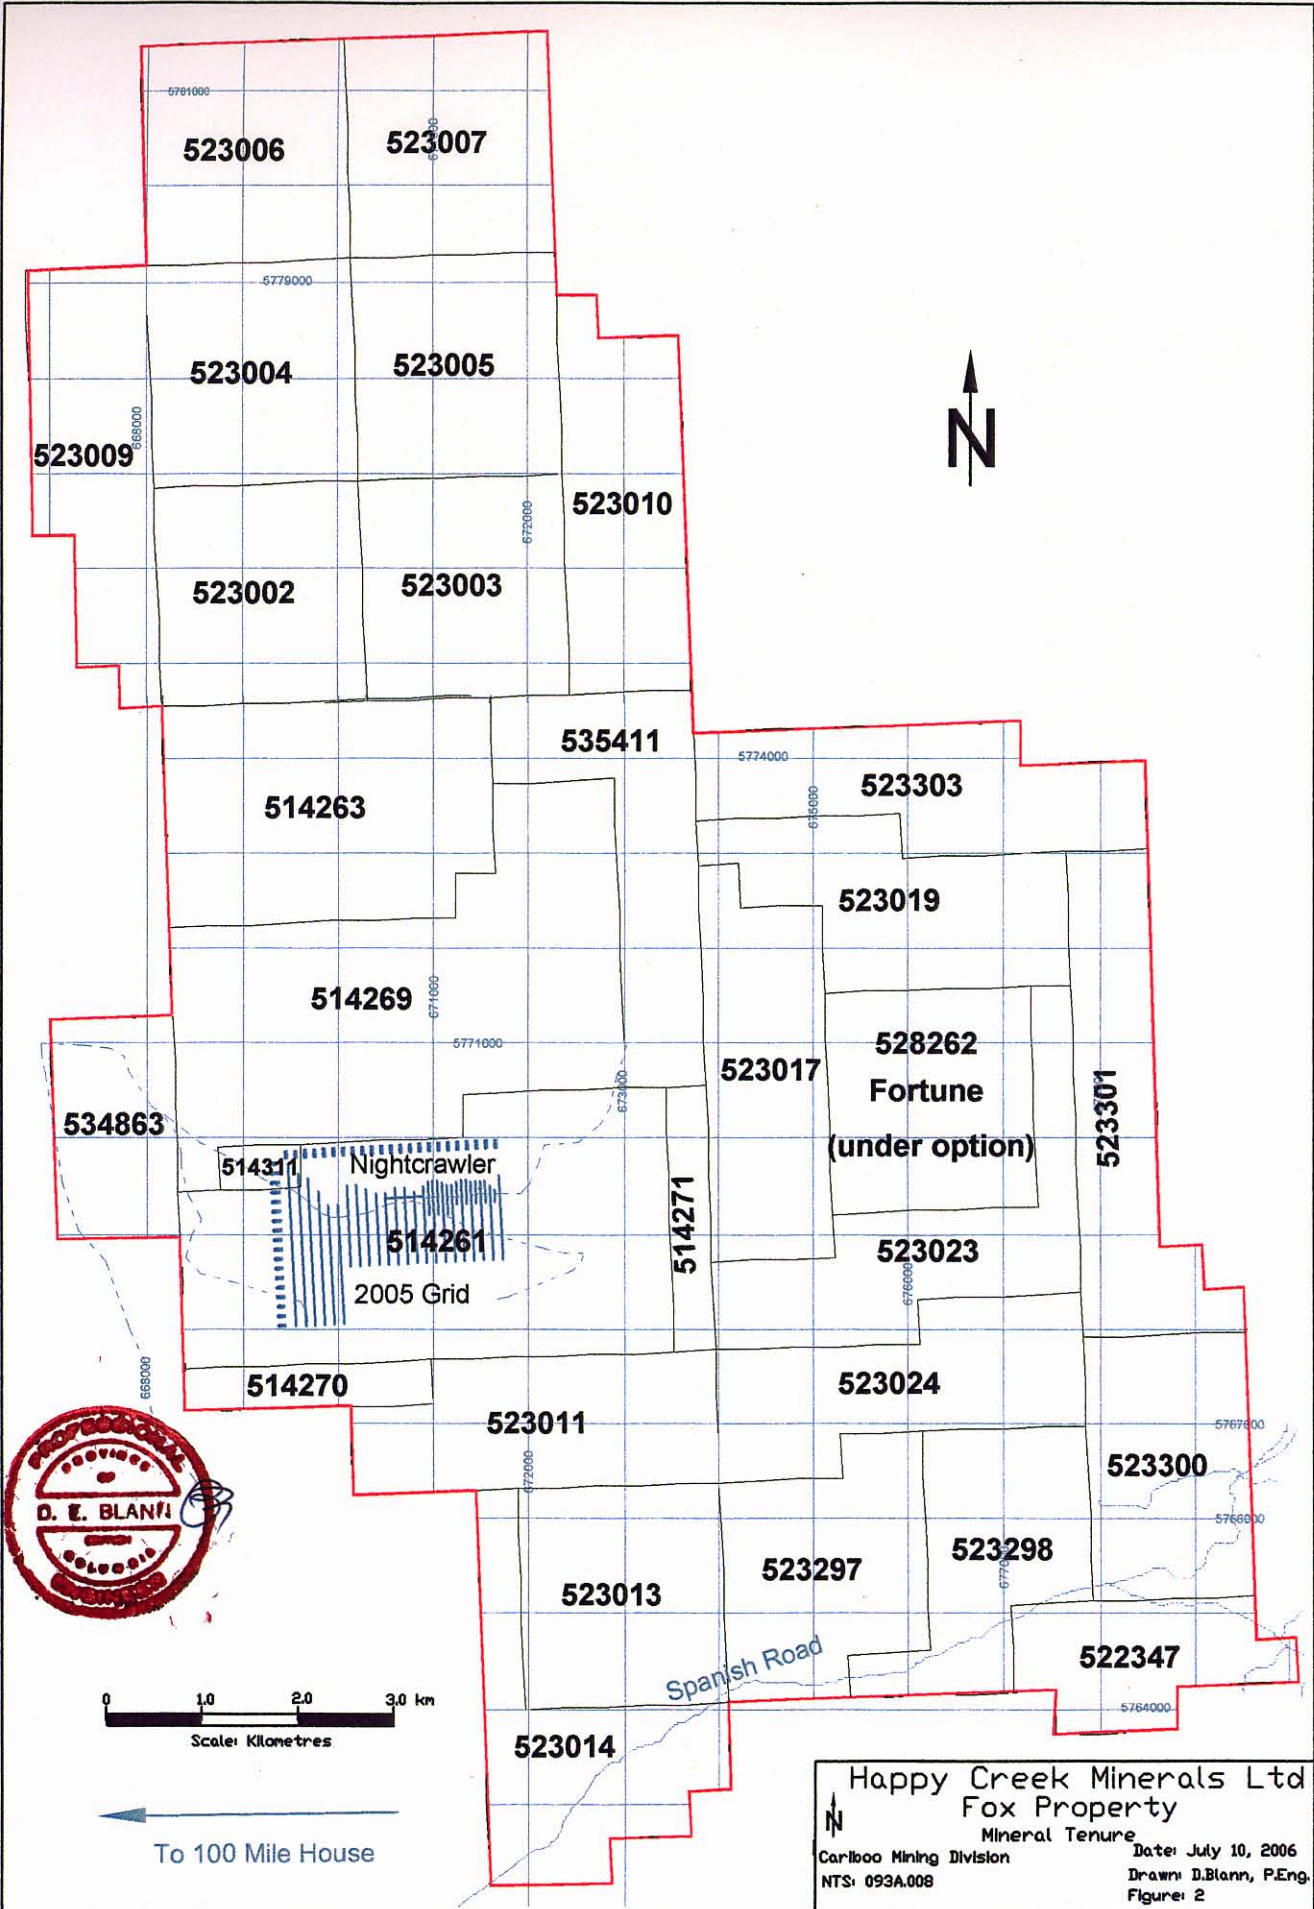 5781000
523006
523007
5779000
523004
523005
668000
523009
523010
672000
523002
523003
535411
5774000
514263
523303
675000
523019
514269
671000
5771000
528262
Fortune
(under option)
523017
673000
523301
534863
514311
Nightcrawler
514271
514261
523023
2005 Grid
676000
668000
514270
523024
523011
5767000
523300
672000
PROFESSIONAL
PROVINCE
OF
D. E. BLANN
5766000
523298
677000
523297
523013
522347
Spanish Road
5764000
0 1.0 2.0 3.0 km
Scale: Kilometres
523014
To 100 Mile House
Happy Creek Minerals Ltd
Fox Property
N
Mineral Tenure
Cariboo Mining Division
Date: July 10, 2006
NTS: 093A.008
Drawn: D.Blann, P.Eng.
Figure: 2
N